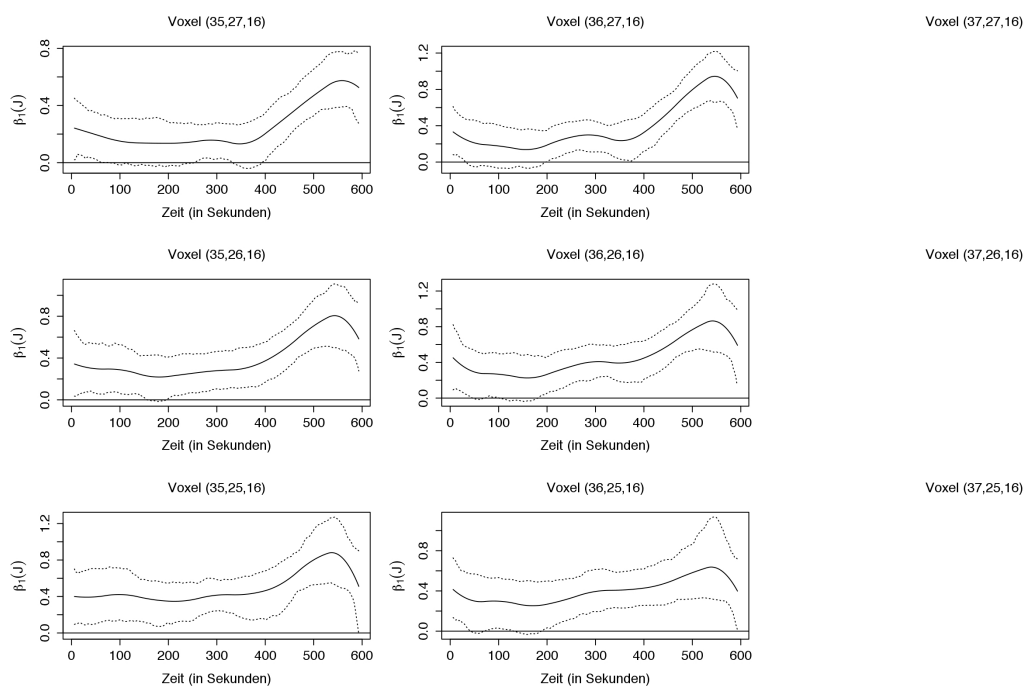 Voxel (35,27,16) Voxel (36,27,16) Voxel (37,27,16)
0.8 0.4 0.0 β1(J)
1.2 0.8 0.4 0.0 β1(J)
0 100 200 300 400 500 600 0 100 200 300 400 500 600
Zeit (in Sekunden) Zeit (in Sekunden)
Voxel (35,26,16) Voxel (36,26,16) Voxel (37,26,16)
0.8 0.4 0.0 β1(J)
1.2 0.8 0.4 0.0 β1(J)
0 100 200 300 400 500 600 0 100 200 300 400 500 600
Zeit (in Sekunden) Zeit (in Sekunden)
Voxel (35,25,16) Voxel (36,25,16) Voxel (37,25,16)
1.2 0.8 0.4 0.0 β1(J)
0.8 0.4 0.0 β1(J)
0 100 200 300 400 500 600 0 100 200 300 400 500 600
Zeit (in Sekunden) Zeit (in Sekunden)